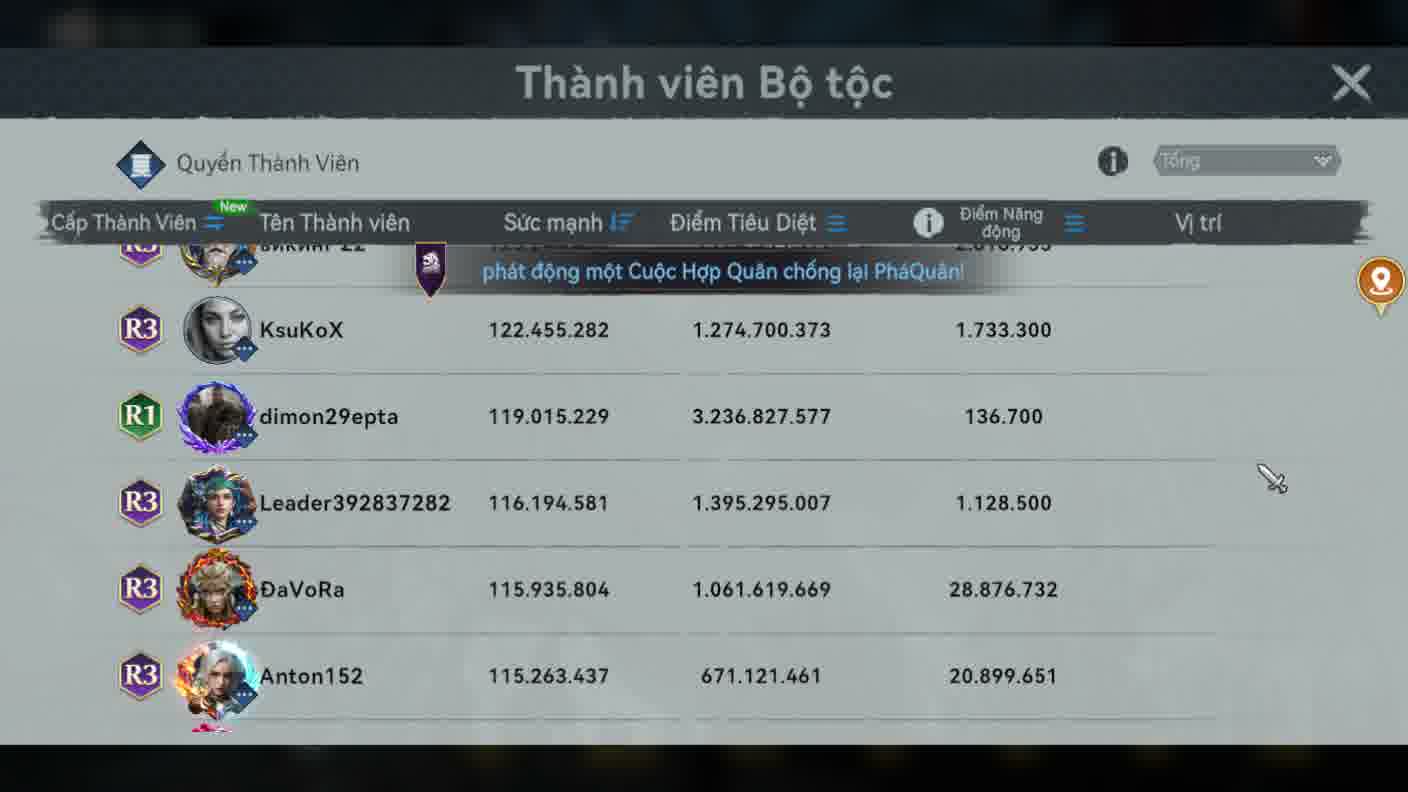 Thành viên Bộ tộc
Quyền Thành Viên
Tổng
New
Cấp Thành Viên Tên Thành viên Sức mạnh Điểm Tiêu Diệt Điểm Năng động Vị trí
phát động một Cuộc Hợp Quân chống lại PháQuân!
R3 KsuKoX 122.455.282 1.274.700.373 1.733.300
R1 dimon29epta 119.015.229 3.236.827.577 136.700
R3 Leader392837282 116.194.581 1.395.295.007 1.128.500
R3 ĐaVoRa 115.935.804 1.061.619.669 28.876.732
R3 Anton152 115.263.437 671.121.461 20.899.651